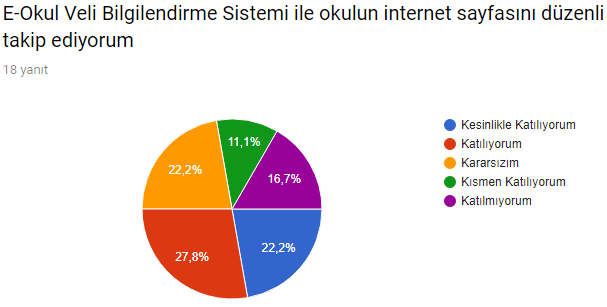 E-Okul Veli Bilgilendirme Sistemi ile okulun internet sayfasını düzenli
takip ediyorum
18 yanıt
11,1%
16,7%
22,2%
27,8%
22,2%
Kesinlikle Katılıyorum
Katılıyorum
Kararsızım
Kısmen Katılıyorum
Katılmıyorum